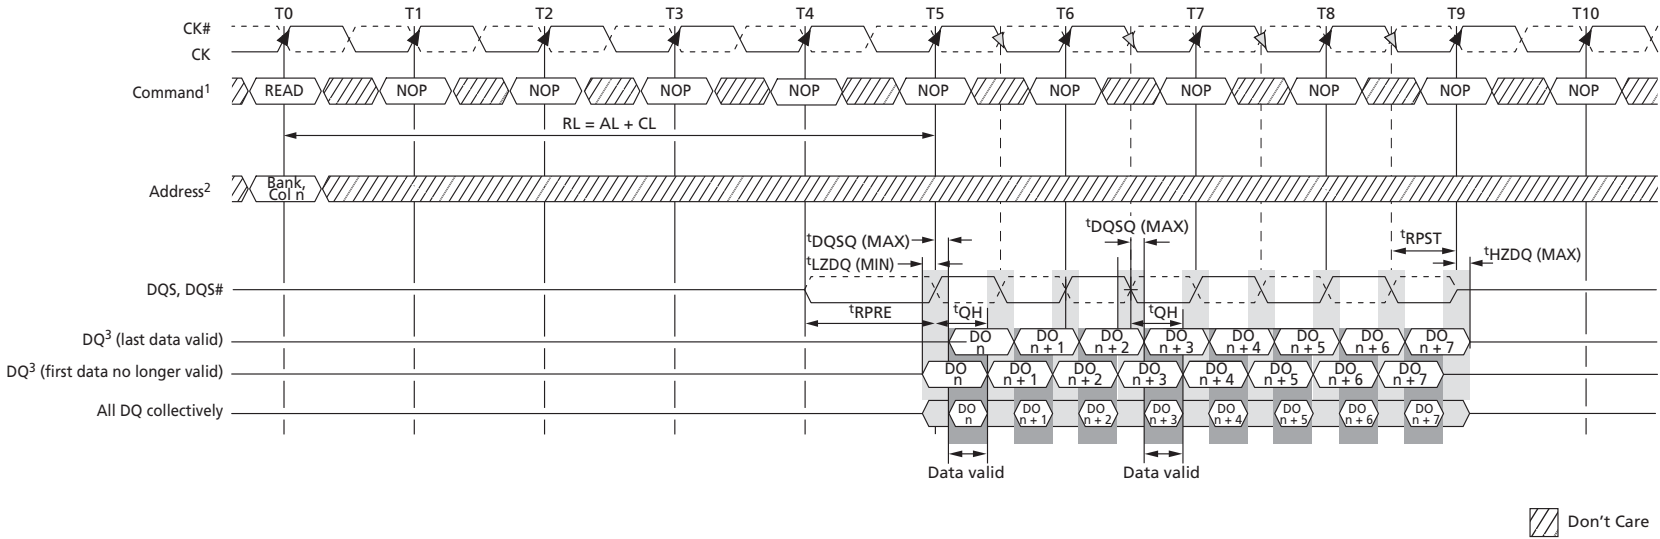 T0 T1 T2 T3 T4 T5 T6 T7 T8 T9 T10
CK#
CK
Command1 READ NOP NOP NOP NOP NOP NOP NOP NOP NOP NOP
RL = AL + CL
Address2 Bank, Col n
tDQSQ (MAX) tDQSQ (MAX) tRPST
tLZDQ (MIN) tHZDQ (MAX)
DQS, DQS#
tRPRE tQH tQH
DQ3 (last data valid) DO n DO n + 1 DO n + 2 DO n + 3 DO n + 4 DO n + 5 DO n + 6 DO n + 7
DQ3 (first data no longer valid) DO n DO n + 1 DO n + 2 DO n + 3 DO n + 4 DO n + 5 DO n + 6 DO n + 7
All DQ collectively DO n DO n + 1 DO n + 2 DO n + 3 DO n + 4 DO n + 5 DO n + 6 DO n + 7
Data valid Data valid
Don't Care